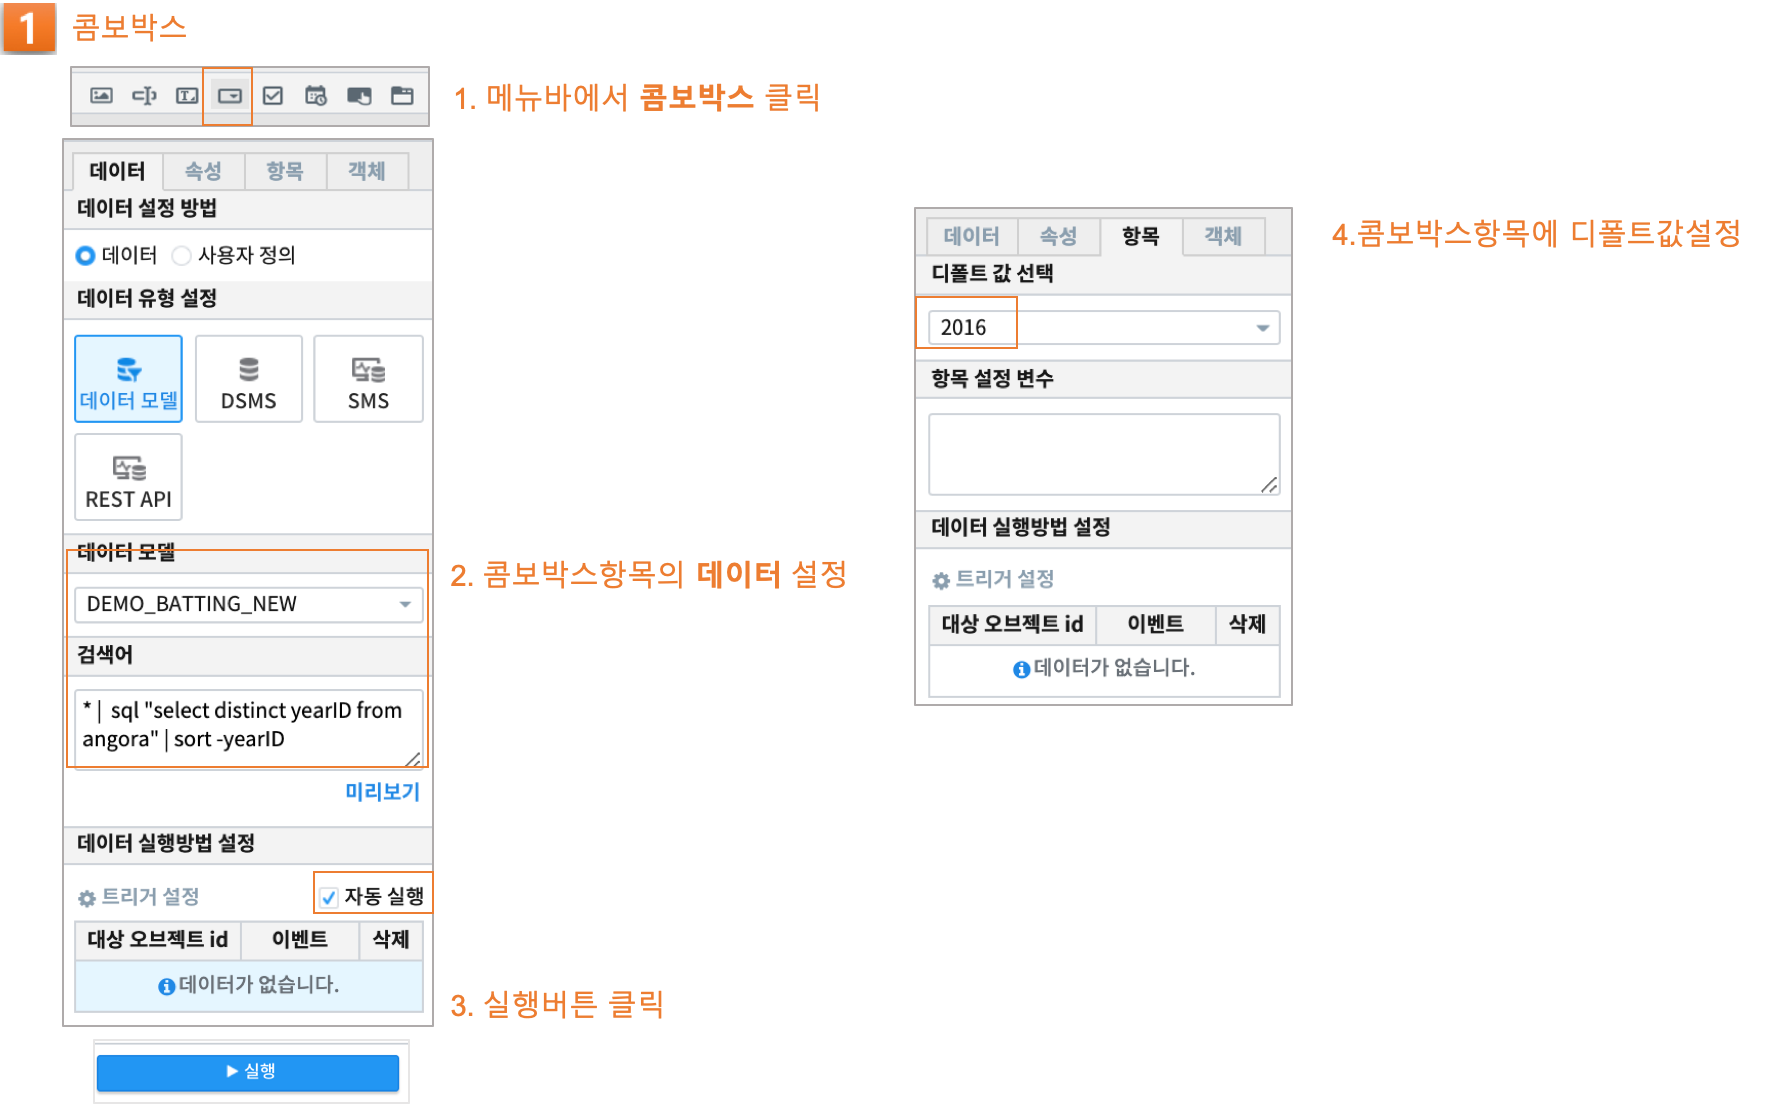 1 콤보박스
1. 메뉴바에서 콤보박스 클릭
데이터 속성 항목 객체
데이터 설정 방법
데이터 사용자 정의
데이터 유형 설정
데이터 모델 DSMS SMS
REST API
데이터 모델
DEMO_BATTING_NEW
검색어
* | sql "select distinct yearID from
angora" | sort -yearID
미리보기
데이터 실행방법 설정
트리거 설정 자동 실행
대상 오브젝트 id 이벤트 삭제
데이터가 없습니다.
실행
2. 콤보박스항목의 데이터 설정
3. 실행버튼 클릭
데이터 속성 항목 객체
디폴트 값 선택
2016
항목 설정 변수
데이터 실행방법 설정
트리거 설정
대상 오브젝트 id 이벤트 삭제
데이터가 없습니다.
4.콤보박스항목에 디폴트값설정